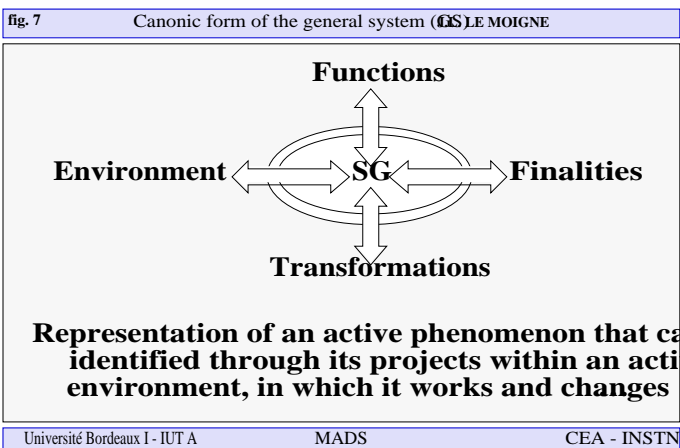 fig. 7 Canonic form of the general system (GS) LE MOIGNE
Functions
Environment SG Finalities
Transformations
Representation of an active phenomenon that ca
identified through its projects within an acti
environment, in which it works and changes
Université Bordeaux I - IUT A MADS CEA - INSTN